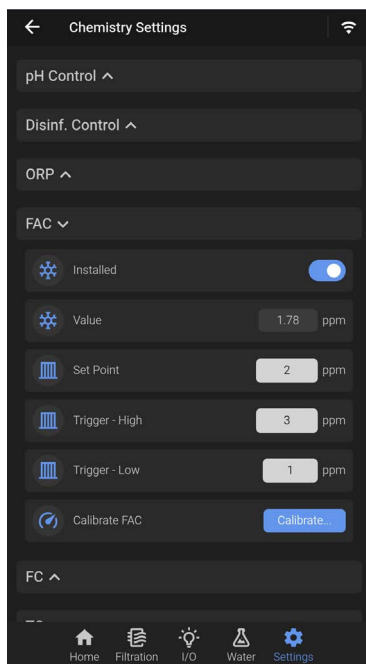 Chemistry Settings
pH Control
Disinf. Control
ORP
FAC
Installed
Value 1.78 ppm
Set Point 2 ppm
Trigger - High 3 ppm
Trigger - Low 1 ppm
Calibrate FAC Calibrate...
FC
Home Filtration I/O Water Settings